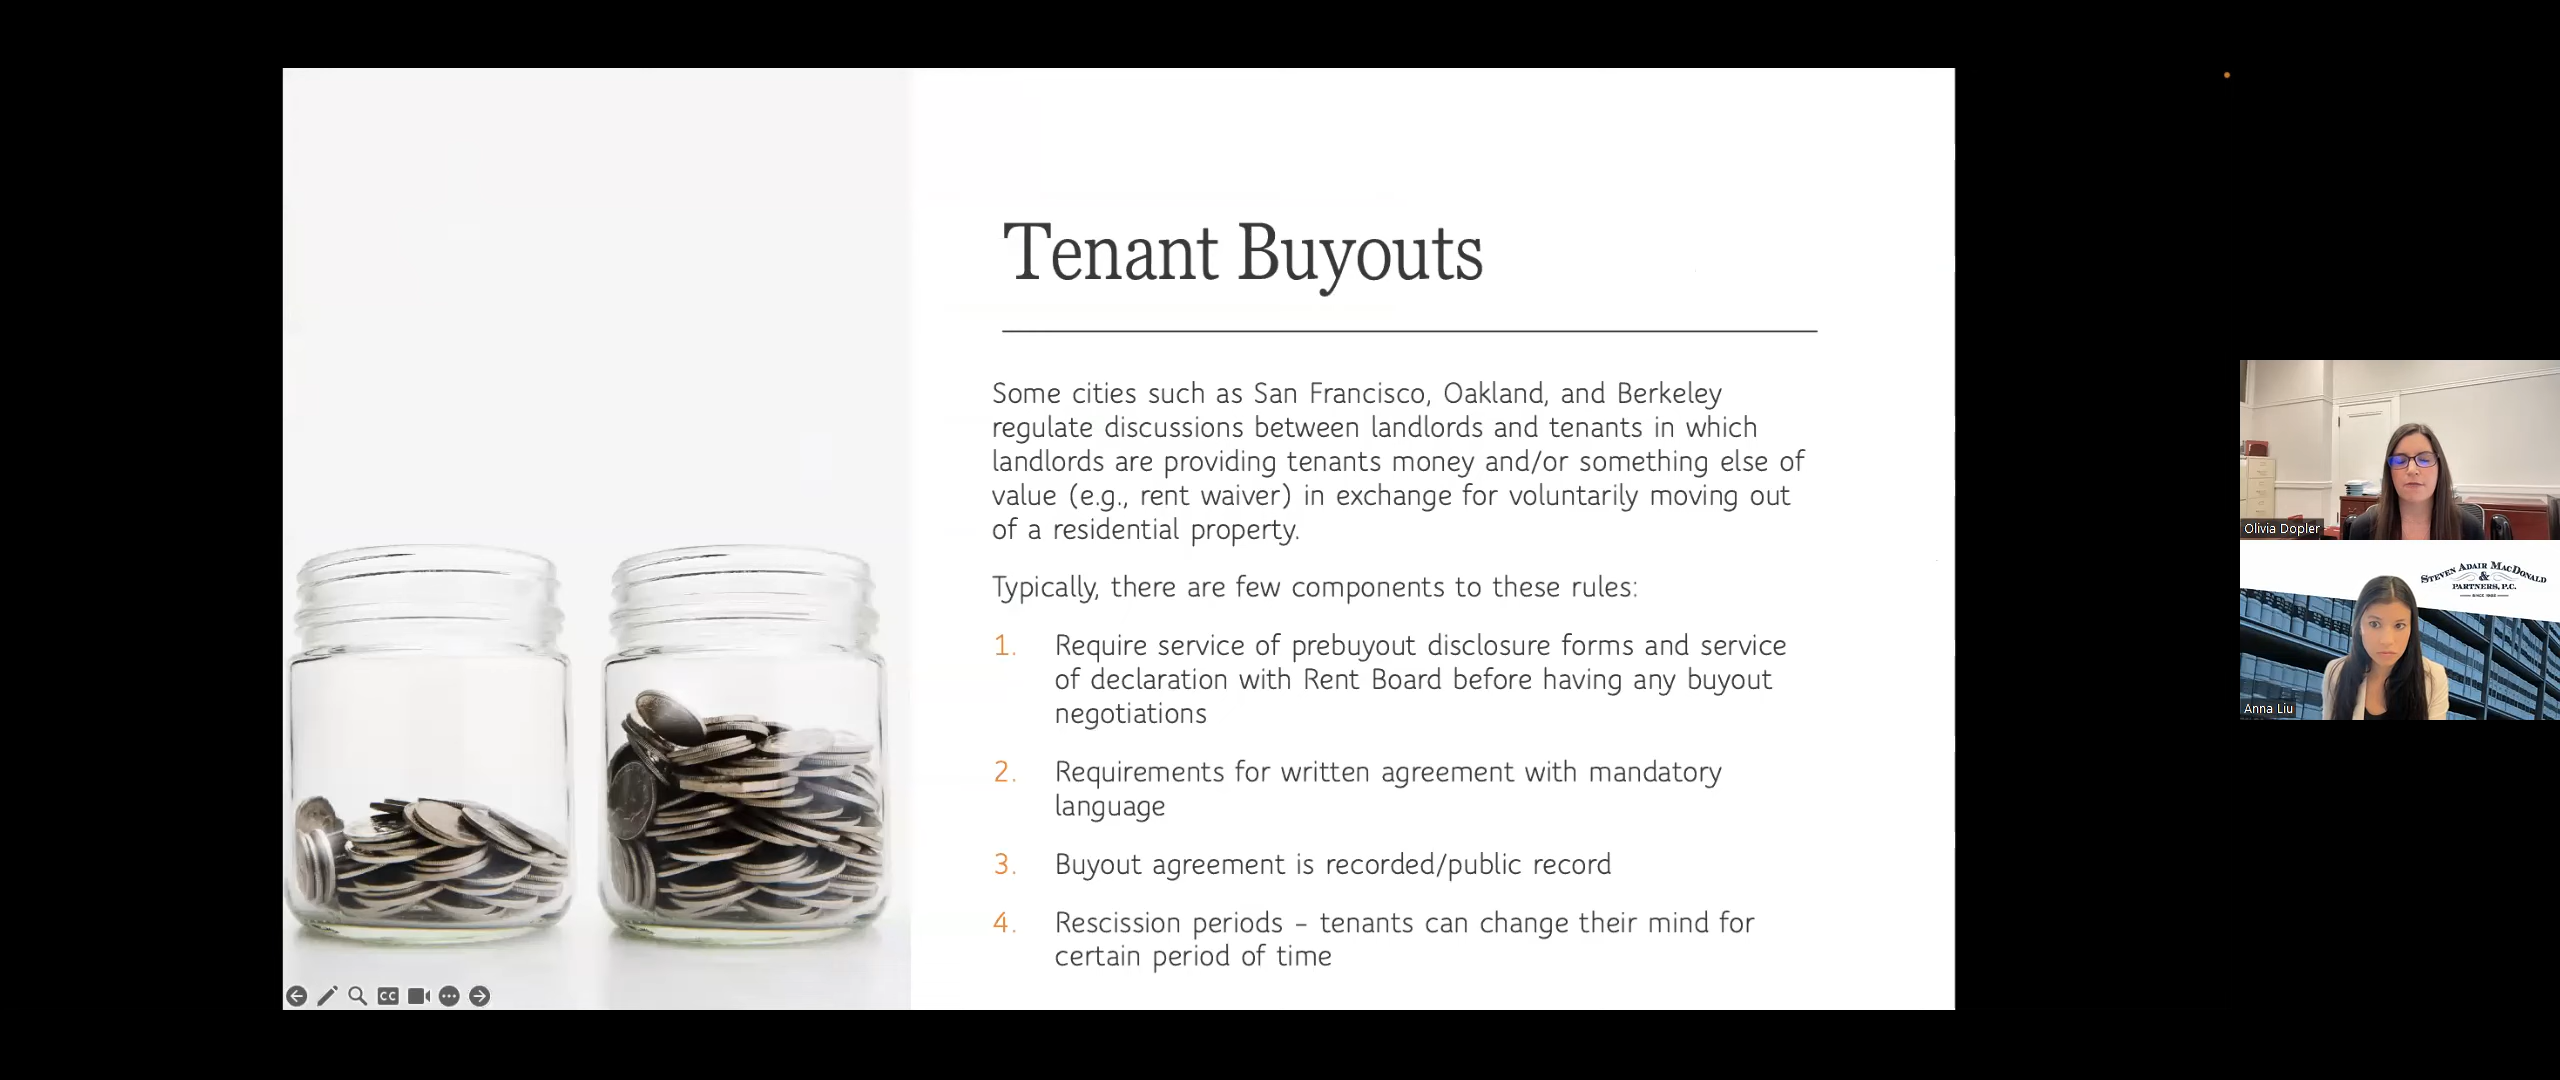 Tenant Buyouts
Some cities such as San Francisco, Oakland, and Berkeley
regulate discussions between landlords and tenants in which
landlords are providing tenants money and/or something else of
value (e.g., rent waiver) in exchange for voluntarily moving out
of a residential property.
Typically, there are few components to these rules:
1. Require service of prebuyout disclosure forms and service
of declaration with Rent Board before having any buyout
negotiations
2. Requirements for written agreement with mandatory
language
3. Buyout agreement is recorded/public record
4. Rescission periods – tenants can change their mind for
certain period of time
CC
Olivia Dopler
STEVEN ADAIR MACDONALD
&
PARTNERS, P.C.
Anna Liu